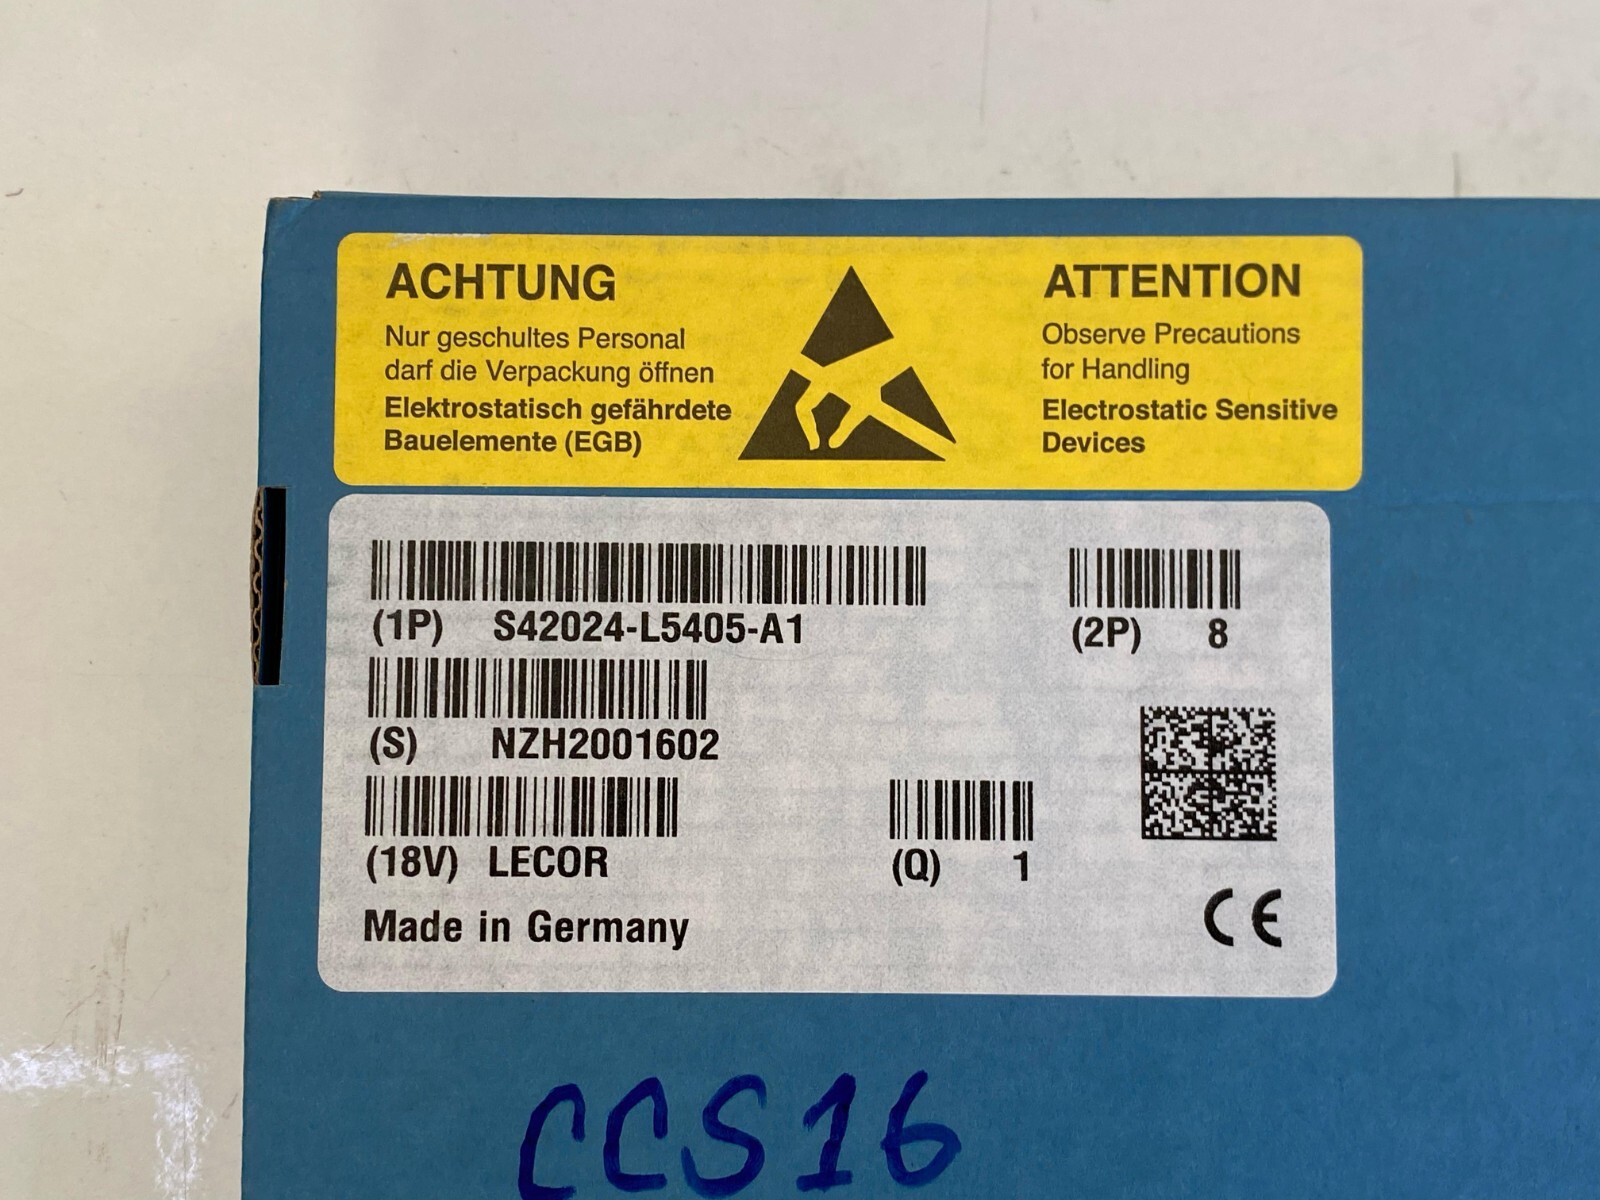 ACHTUNG
Nur geschultes Personal
darf die Verpackung öffnen
Elektrostatisch gefährdete
Bauelemente (EGB)
ATTENTION
Observe Precautions
for Handling
Electrostatic Sensitive
Devices
(1P) S42024-L5405-A1
(2P) 8
(S) NZH2001602
(18V) LECOR
(Q) 1
Made in Germany
CE
CCS16